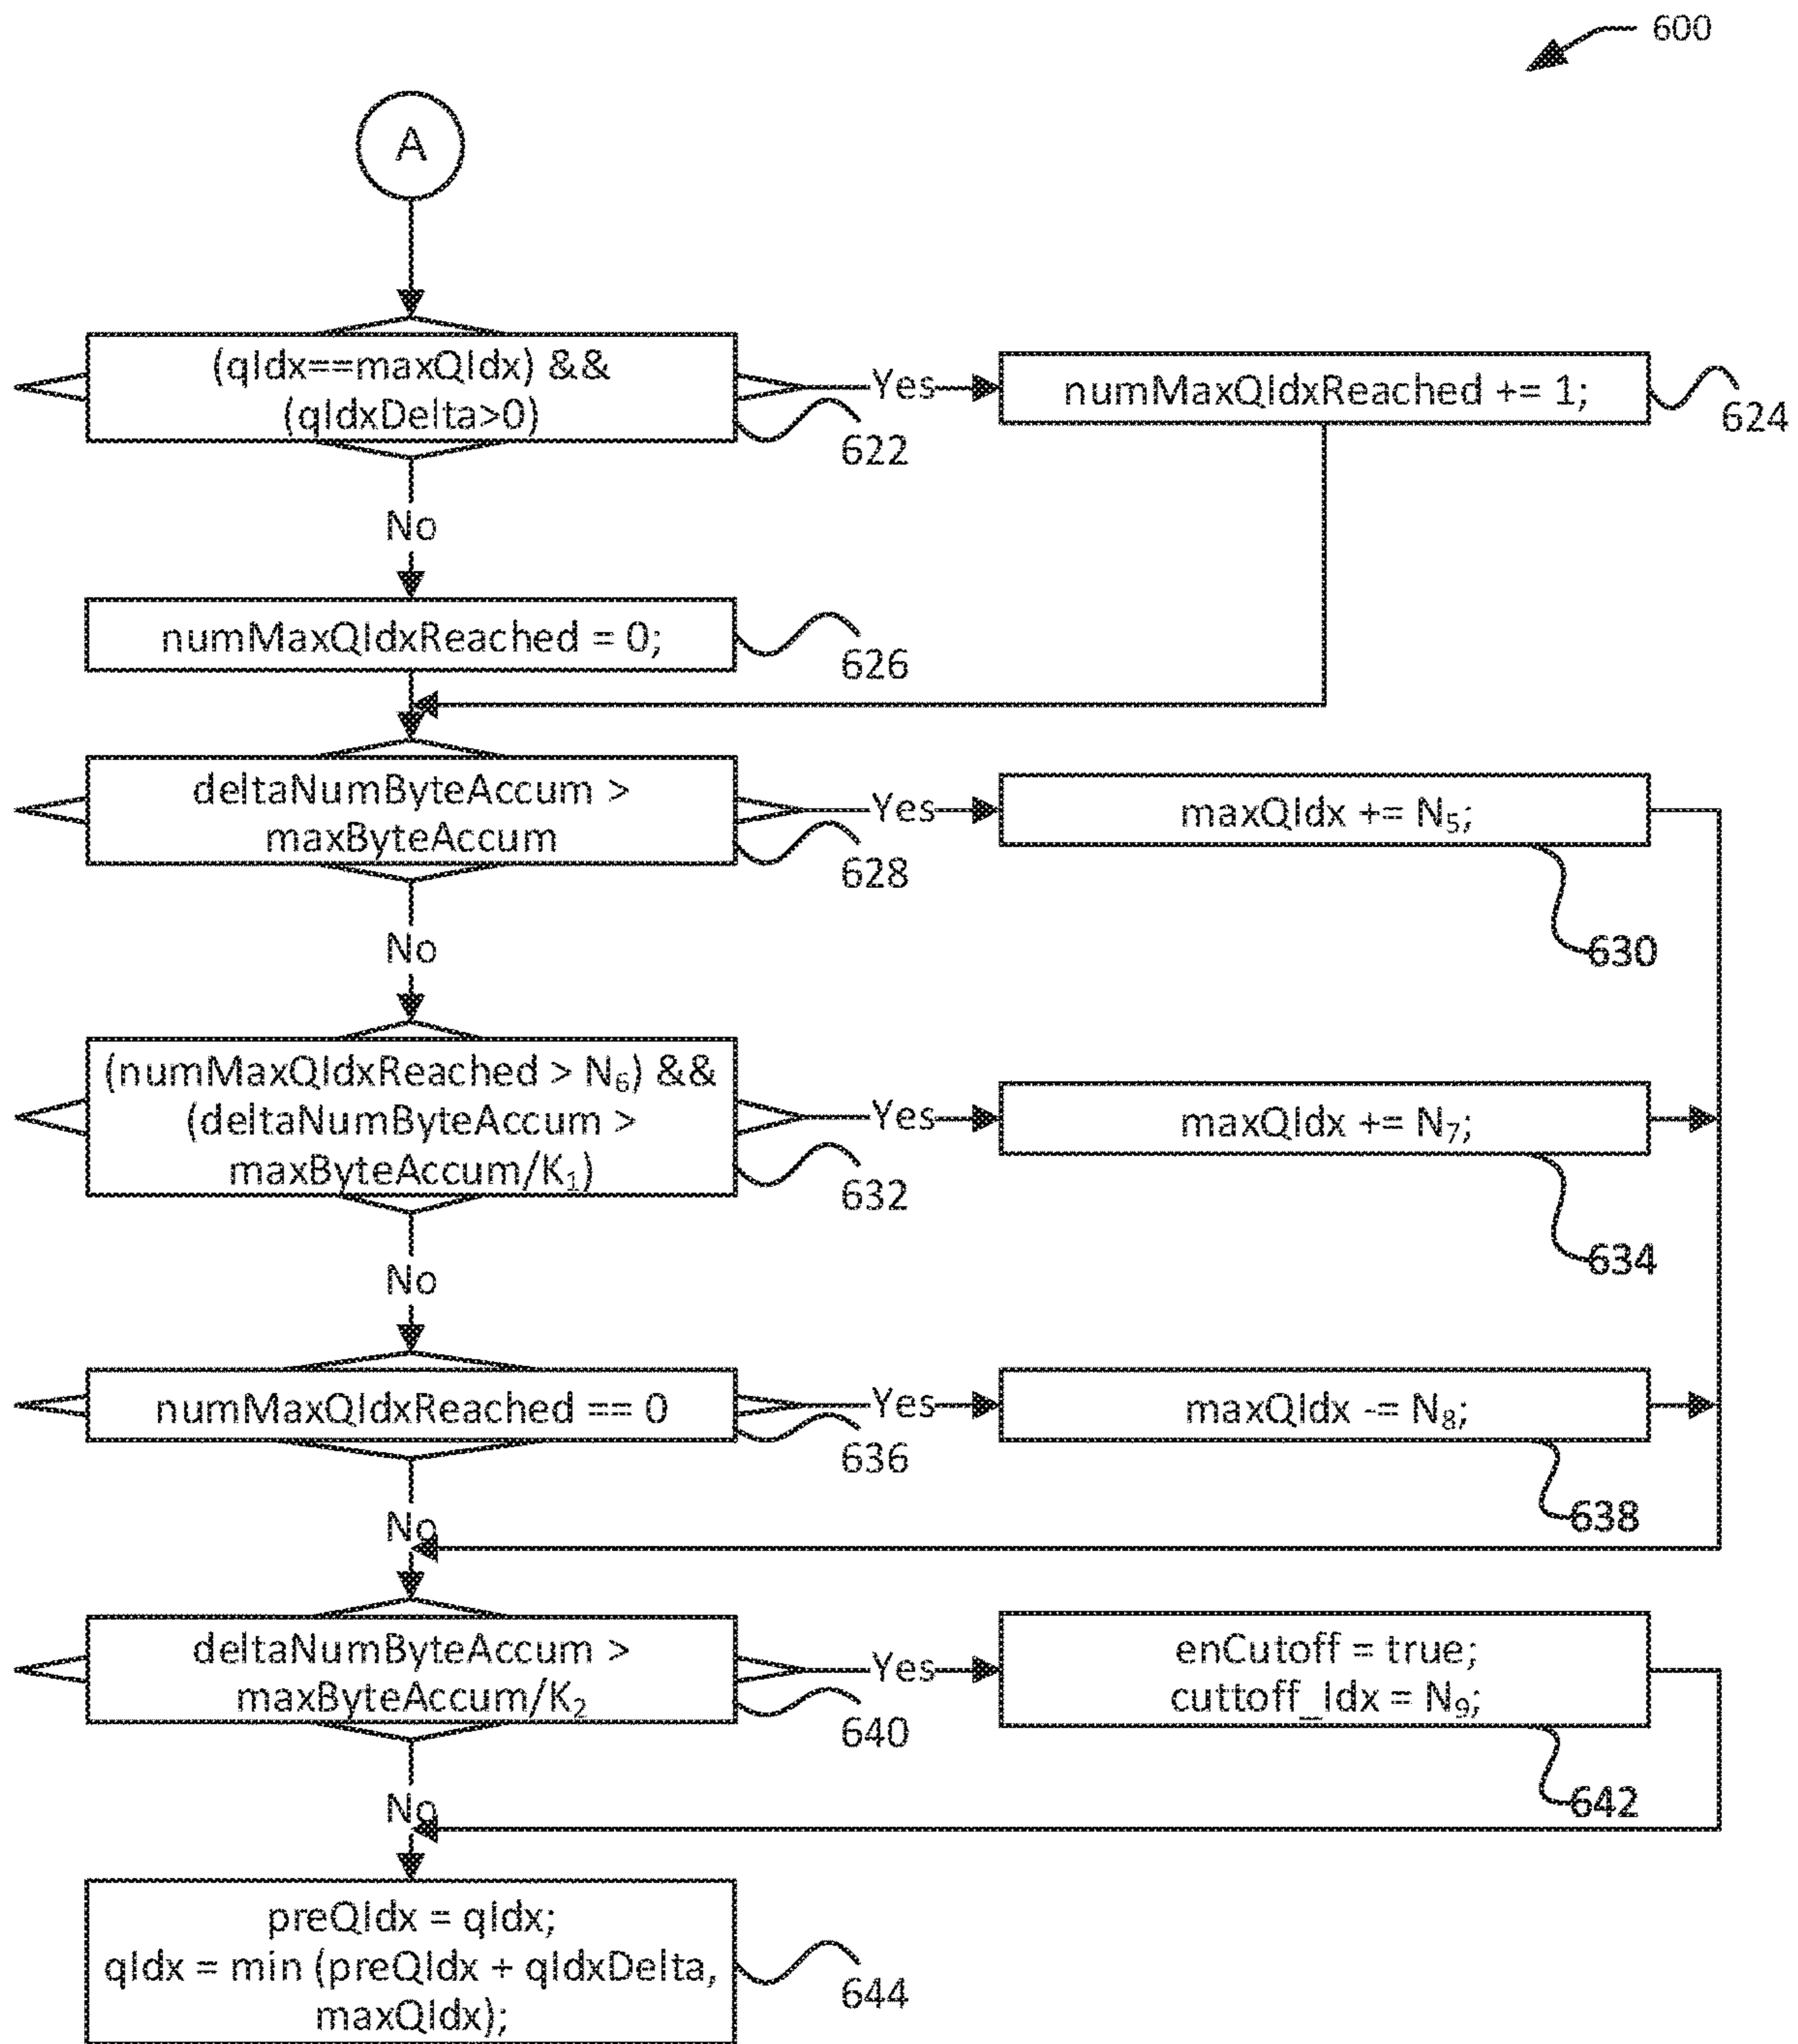 600
A
(qIdx==maxQIdx) &&
(qIdxDelta>0)
622
Yes
numMaxQIdxReached += 1;
624
No
numMaxQIdxReached = 0;
626
deltaNumByteAccum >
maxByteAccum
628
Yes
maxQIdx += N5;
630
No
(numMaxQIdxReached > N6) &&
(deltaNumByteAccum >
maxByteAccum/K1)
632
Yes
maxQIdx += N7;
634
No
numMaxQIdxReached == 0
636
Yes
maxQIdx -= N8;
638
No
deltaNumByteAccum >
maxByteAccum/K2
640
Yes
enCutoff = true;
cuttoff_Idx = N9;
642
No
preQIdx = qIdx;
qIdx = min (preQIdx + qIdxDelta,
maxQIdx);
644